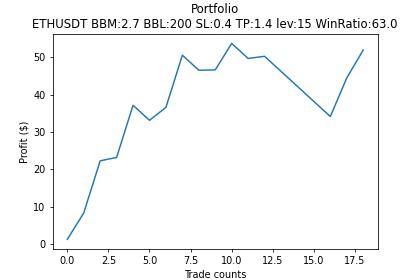 Portfolio
ETHUSDT BBM:2.7 BBL:200 SL:0.4 TP:1.4 lev:15 WinRatio:63.0
50
40
30
20
10
0
Profit ($)
0.0 2.5 5.0 7.5 10.0 12.5 15.0 17.5
Trade counts